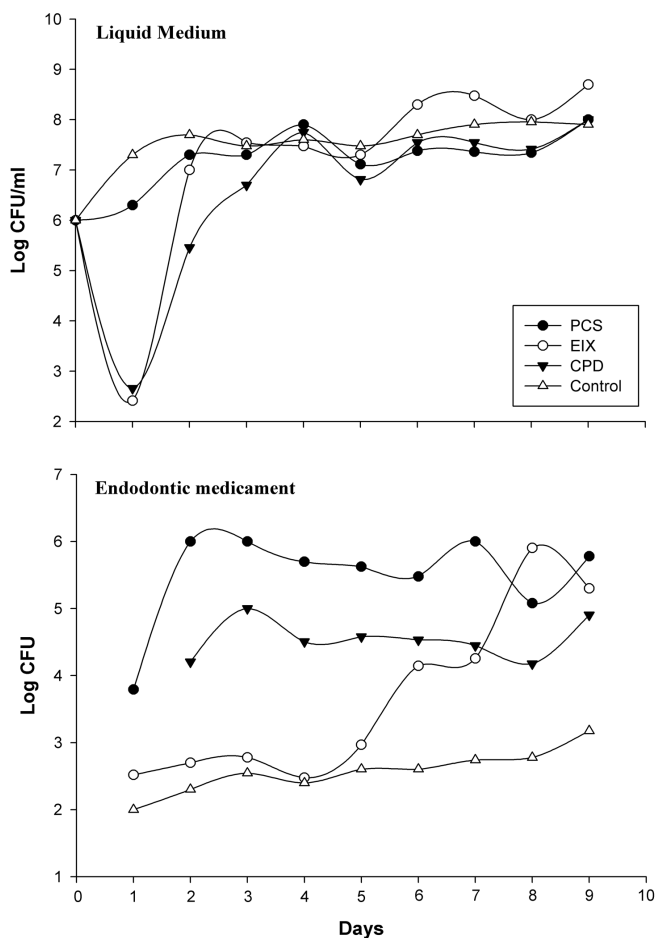 10
Liquid Medium
9
8
7
6
5
4
3
2
Log CFU/ml
PCS
EIX
CPD
Control
7
Endodontic medicament
6
5
4
3
2
1
Log CFU
0 1 2 3 4 5 6 7 8 9 10
Days